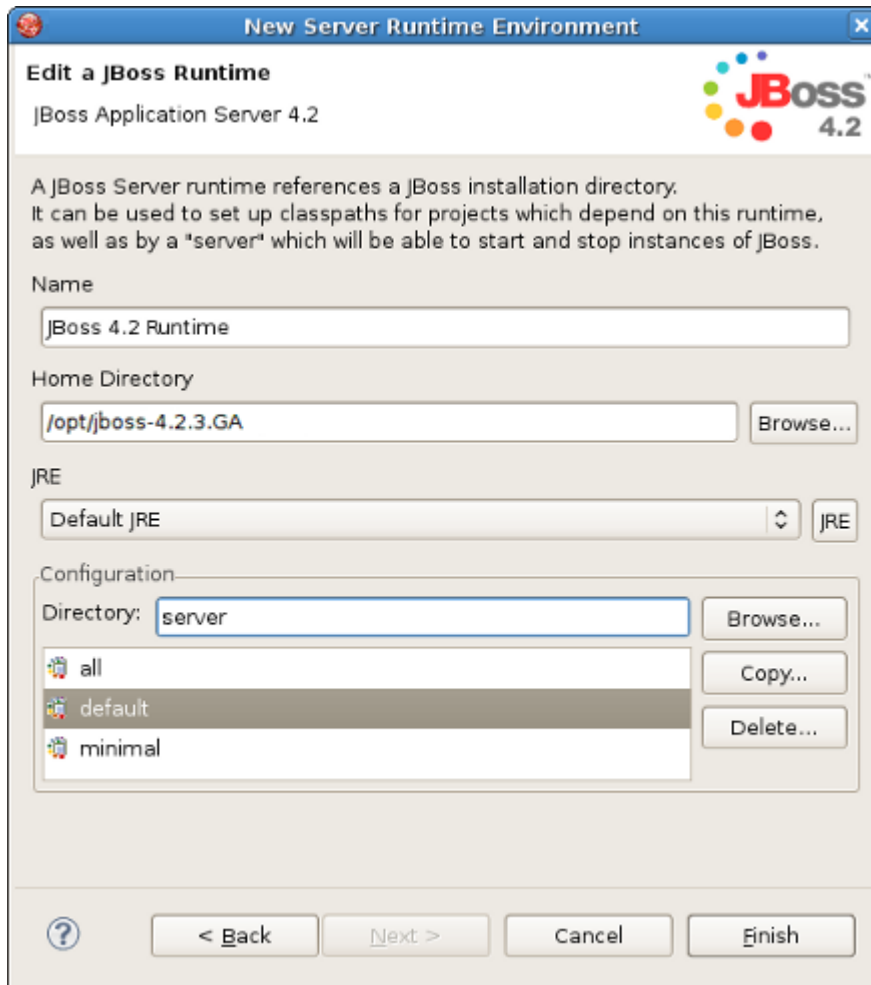 New Server Runtime Environment
Edit a JBoss Runtime
JBoss Application Server 4.2
JBoss
4.2
A JBoss Server runtime references a JBoss installation directory.
It can be used to set up classpaths for projects which depend on this runtime,
as well as by a "server" which will be able to start and stop instances of JBoss.
Name
JBoss 4.2 Runtime
Home Directory
/opt/jboss-4.2.3.GA Browse...
JRE
Default JRE JRE
Configuration
Directory: server Browse...
all Copy...
default
Delete...
minimal
? < Back Next > Cancel Finish